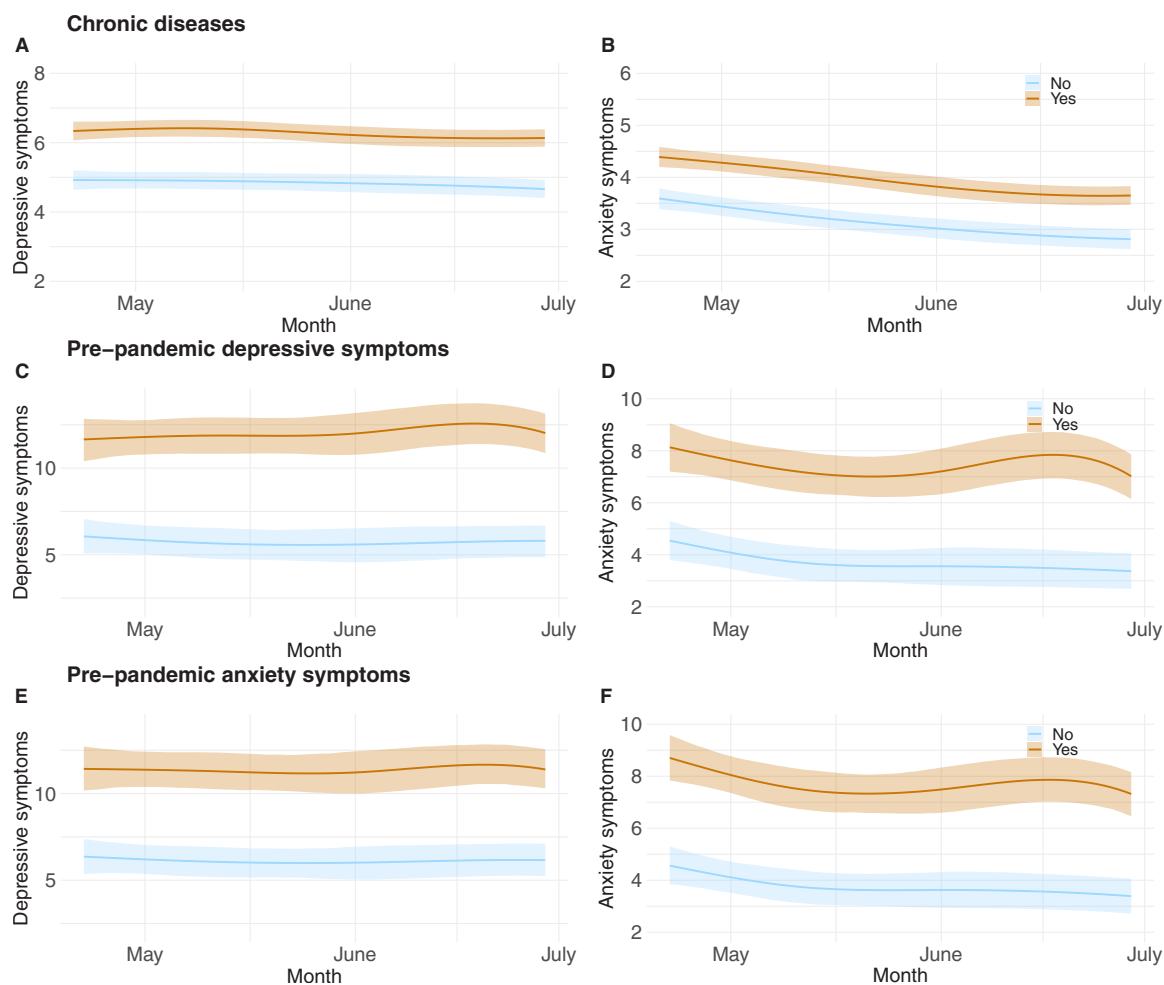 Chronic diseases
A
Depressive symptoms
8
6
4
2
May June July
Month
B
Anxiety symptoms
6
5
4
3
2
No
Yes
May June July
Month
Pre−pandemic depressive symptoms
C
Depressive symptoms
10
5
May June July
Month
D
Anxiety symptoms
10
8
6
4
2
No
Yes
May June July
Month
Pre−pandemic anxiety symptoms
E
Depressive symptoms
10
5
May June July
Month
F
Anxiety symptoms
10
8
6
4
2
No
Yes
May June July
Month